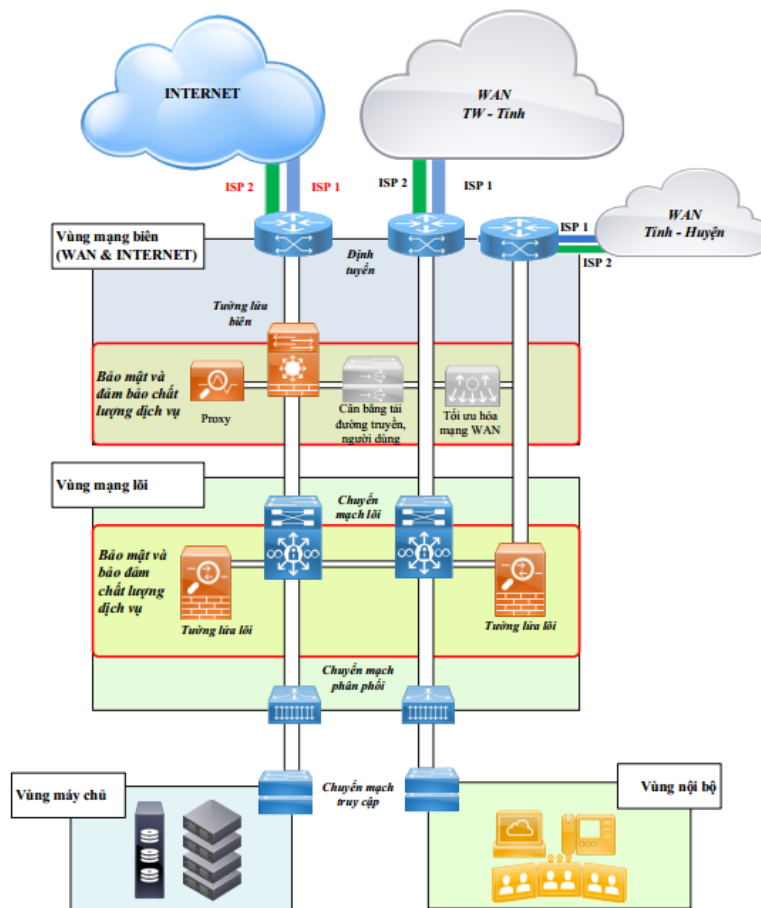 INTERNET
WAN
TW - Tỉnh
ISP 2
ISP 1
ISP 2
ISP 1
ISP 1
WAN
Tỉnh - Huyện
ISP 2
Vùng mạng biên
(WAN & INTERNET)
Định
tuyến
Tường lửa
biên
Bảo mật và
đảm bảo chất
lượng dịch vụ
Proxy
Cân bằng tải
đường truyền,
người dùng
Tối ưu hóa
mạng WAN
Vùng mạng lõi
Chuyển
mạch lõi
Bảo mật và
bảo đảm
chất lượng
dịch vụ
Tường lửa lõi
Tường lửa lõi
Chuyển mạch
phân phối
Vùng máy chủ
Chuyển mạch
truy cập
Vùng nội bộ